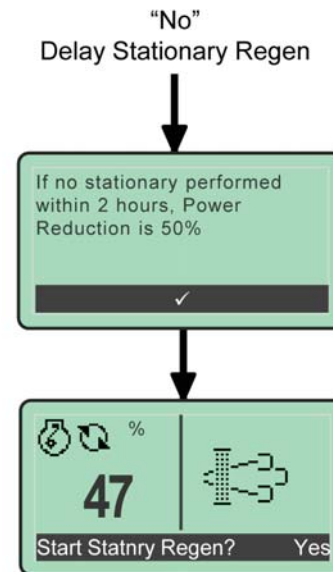 “No”
Delay Stationary Regen
If no stationary performed
within 2 hours, Power
Reduction is 50%
✓
%
47
Start Statnry Regen? Yes